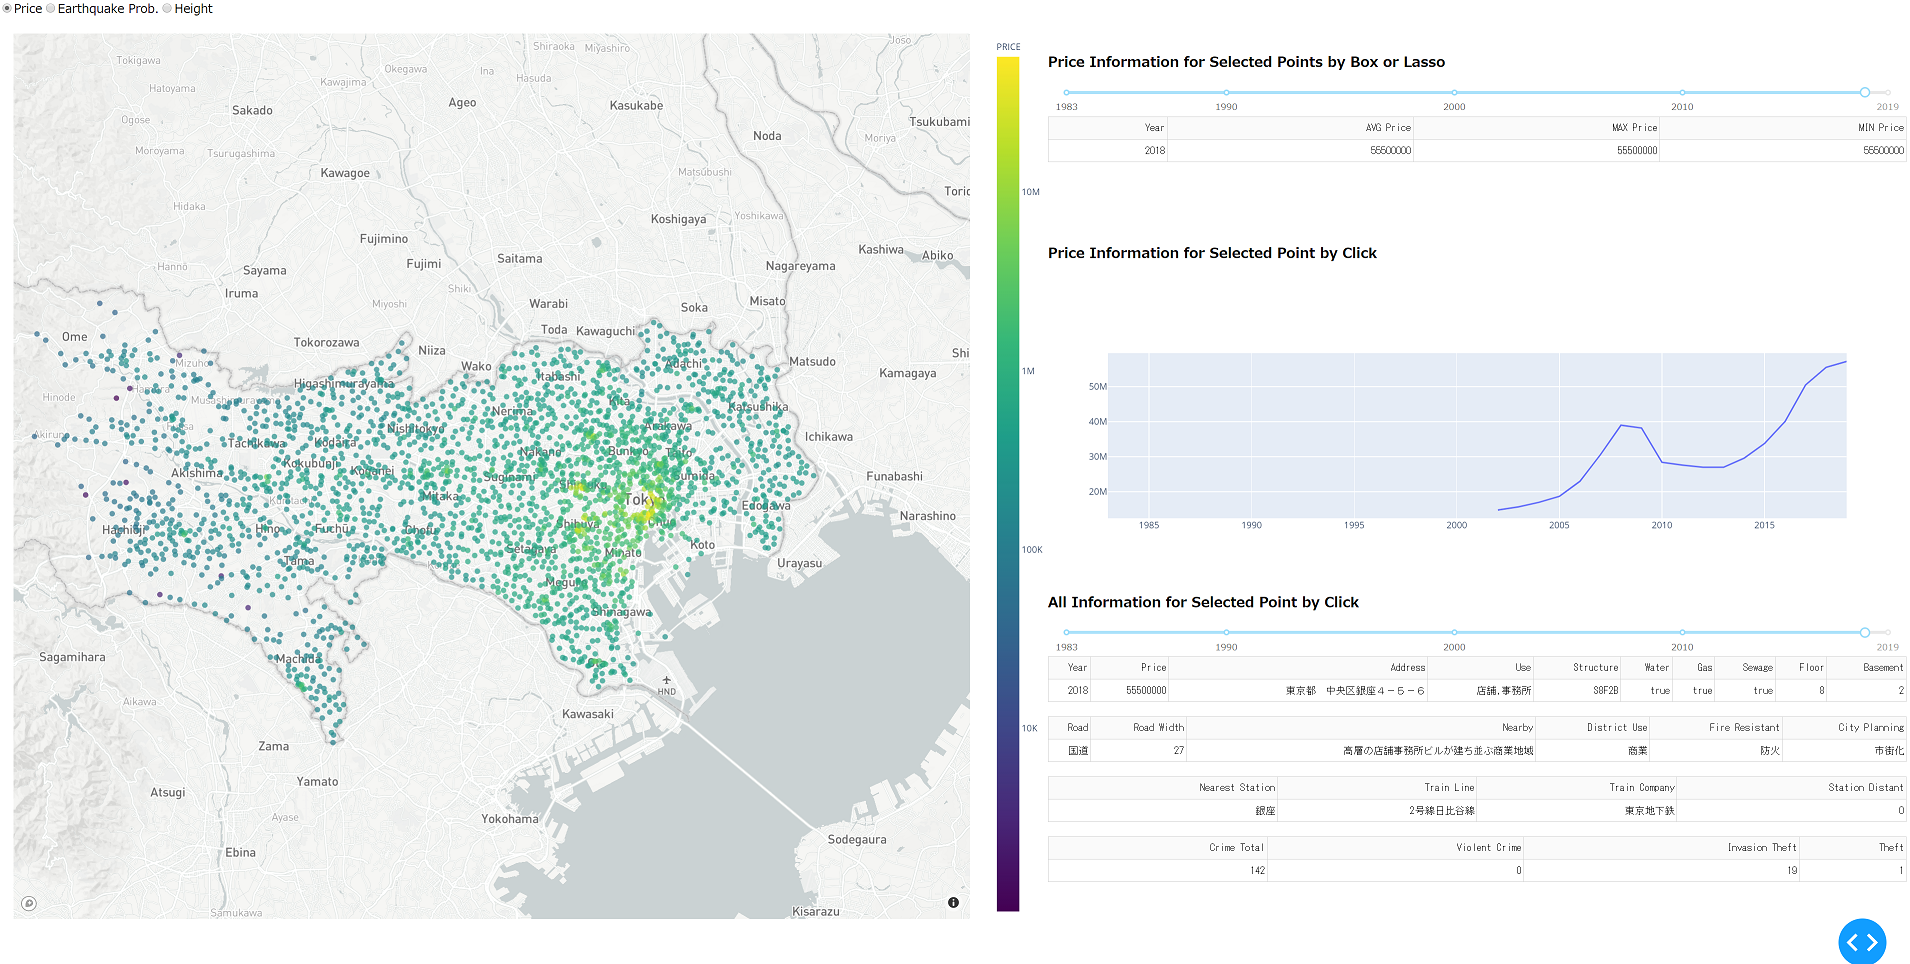 Price Earthquake Prob. Height
Shiraoka Miyashiro
Joso
Tokigawa
Okegawa Ina
Hasuda
Kawajima
Hatoyama
Sakado
Ageo
Kasukabe
Tsukubami
Ogose
Noda
Moriya
Moroyama Tsurugashima
Kawagoe
Matsubushi
Toric
Hidaka
Koshigaya
Yoshikawa
Fujimino
Kashiwa
Abiko
Hannō
Sayama
Fujimi
Saitama
Nagareyama
Iruma
Miyoshi
Shiki
Warabi
Soka
Misato
Ome
Tokorozawa
Niiza
Toda Kawaguchi
Shi
Mizuho
Wako
Adachi
Matsudo
Kamagaya
Higashimurayama
Itabashi
Hinode
Hamura
Musashimurayama
Kita
Nerima
Katsushika
Akiruno
Fussa
Tachikawa
Kodaira
Nishitokyo
Arakawa
Ichikawa
Kokubunji
Koganei
Nakano
Bunkyo
Taito
Akishima
Suginami
Sumida
Funabashi
Kunitachi
Mitaka
Shinjuku
Tokyo
Edogawa
Narashino
Hachioji
Hino
Fuchū
Chofu
Shibuya
Chuo
Tama
Setagaya
Minato
Koto
Urayasu
Meguro
Shinagawa
Sagamihara
Machida
HND
Aikawa
Kawasaki
Zama
Yamato
Atsugi
Ayase
Yokohama
Sodegaura
Ebina
Samukawa
Kisarazu
PRICE
10M
1M
100K
10K
Price Information for Selected Points by Box or Lasso
1983 1990 2000 2010 2019
Year AVG Price MAX Price MIN Price
2018 55500000 55500000 55500000
Price Information for Selected Point by Click
50M
40M
30M
20M
1985 1990 1995 2000 2005 2010 2015
All Information for Selected Point by Click
1983 1990 2000 2010 2019
Year Price Address Use Structure Water Gas Sewage Floor Basement
2018 55500000 東京都 中央区銀座４－５－６ 店舗,事務所 S8F2B true true true 8 2
Road Road Width Nearby District Use Fire Resistant City Planning
国道 27 高層の店舗事務所ビルが建ち並ぶ商業地域 商業 防火 市街化
Nearest Station Train Line Train Company Station Distant
銀座 2号線日比谷線 東京地下鉄 0
Crime Total Violent Crime Invasion Theft Theft
142 0 19 1